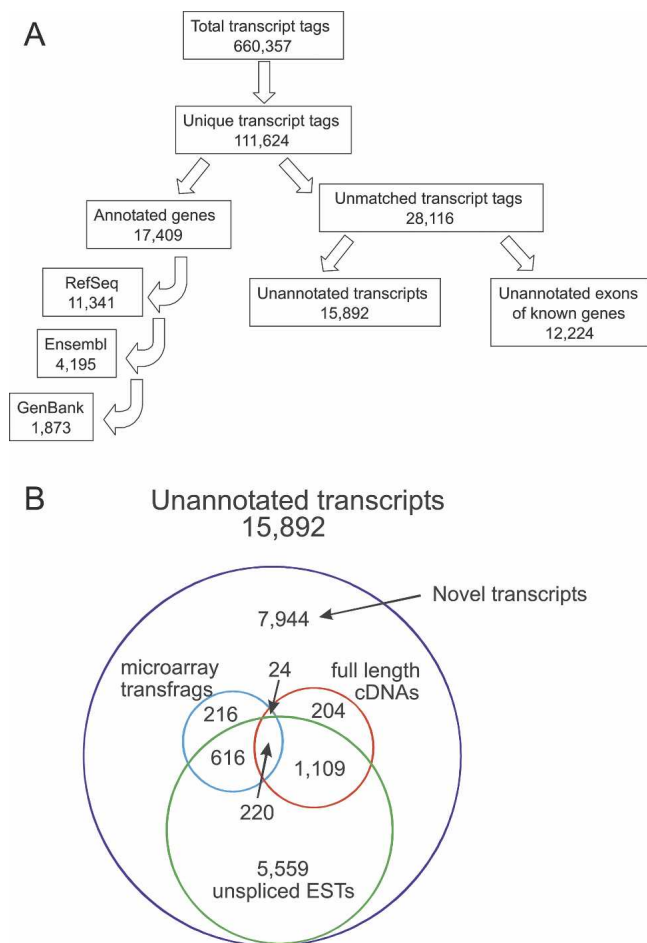 A
Total transcript tags
660,357
Unique transcript tags
111,624
Annotated genes
17,409
Unmatched transcript tags
28,116
RefSeq
11,341
Unannotated transcripts
15,892
Unannotated exons
of known genes
12,224
Ensembl
4,195
GenBank
1,873
B
Unannotated transcripts
15,892
Novel transcripts
7,944
microarray
transfrags
24
full length
cDNAs
216
204
616
1,109
220
5,559
unspliced ESTs